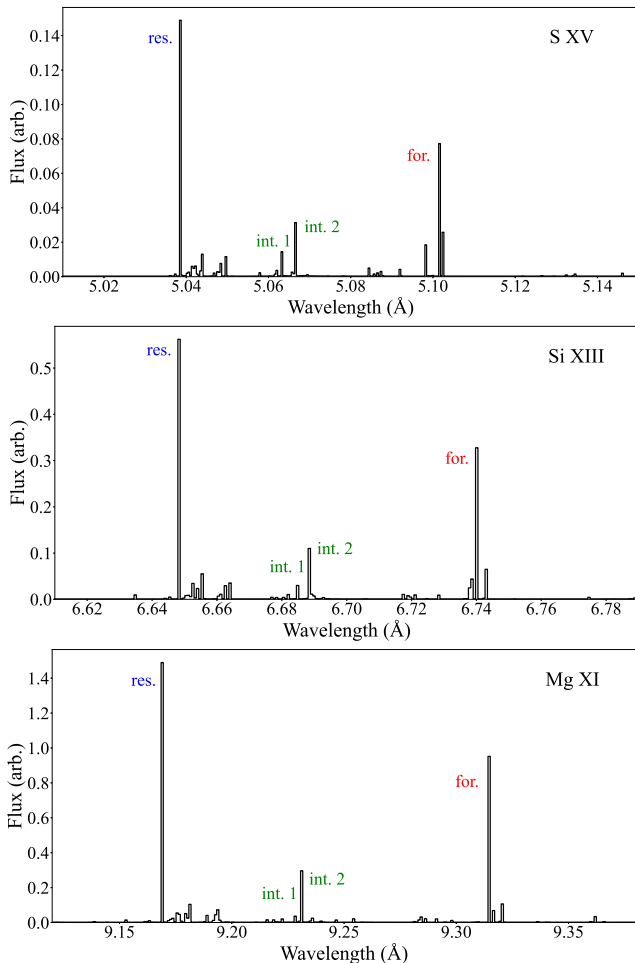 S XV
res.
for.
int. 1
int. 2
Flux (arb.)
0.14
0.12
0.10
0.08
0.06
0.04
0.02
0.00
5.02 5.04 5.06 5.08 5.10 5.12 5.14
Wavelength (Å)
Si XIII
res.
for.
int. 1
int. 2
Flux (arb.)
0.5
0.4
0.3
0.2
0.1
0.0
6.62 6.64 6.66 6.68 6.70 6.72 6.74 6.76 6.78
Wavelength (Å)
Mg XI
res.
for.
int. 1
int. 2
Flux (arb.)
1.4
1.2
1.0
0.8
0.6
0.4
0.2
0.0
9.15 9.20 9.25 9.30 9.35
Wavelength (Å)